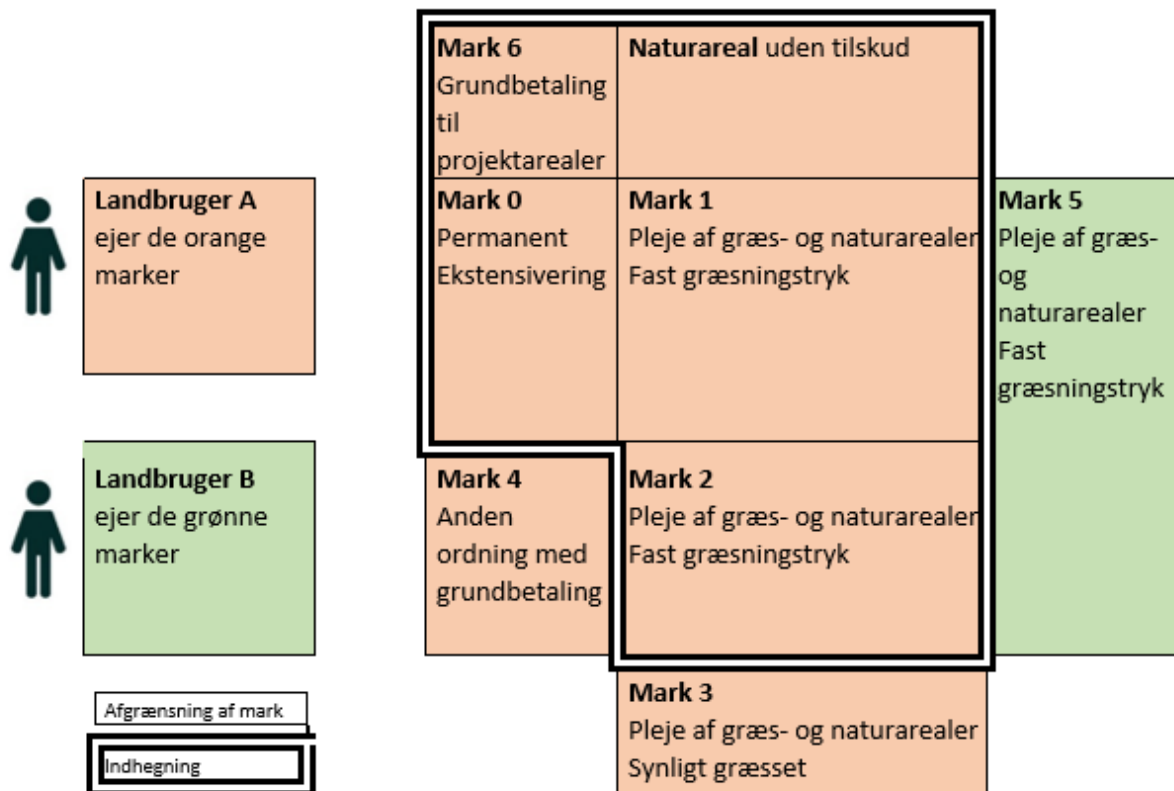 Mark 6
Grundbetaling
til
projektarealer
Naturareal uden tilskud
Landbruger A
ejer de orange
marker
Mark 0
Permanent
Ekstensivering
Mark 1
Pleje af græs- og naturarealer
Fast græsningstryk
Mark 5
Pleje af græs-
og
naturarealer
Fast
græsningstryk
Landbruger B
ejer de grønne
marker
Mark 4
Anden
ordning med
grundbetaling
Mark 2
Pleje af græs- og naturarealer
Fast græsningstryk
Afgrænsning af mark
Indhegning
Mark 3
Pleje af græs- og naturarealer
Synligt græsset